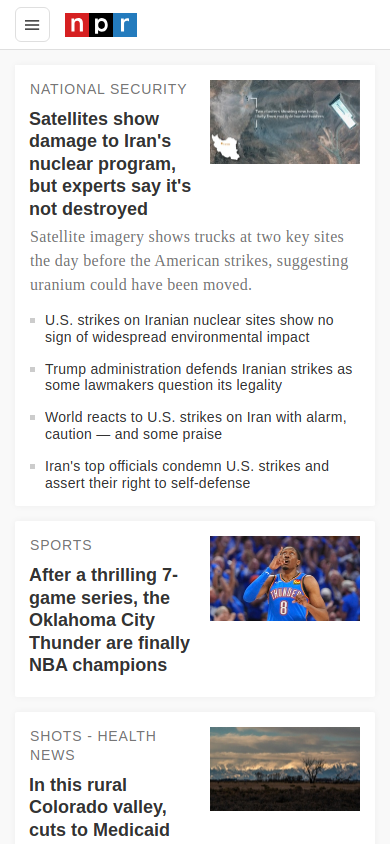 npr
NATIONAL SECURITY
Satellites show
damage to Iran's
nuclear program,
but experts say it's
not destroyed
Satellite imagery shows trucks at two key sites
the day before the American strikes, suggesting
uranium could have been moved.
U.S. strikes on Iranian nuclear sites show no
sign of widespread environmental impact
Trump administration defends Iranian strikes as
some lawmakers question its legality
World reacts to U.S. strikes on Iran with alarm,
caution — and some praise
Iran's top officials condemn U.S. strikes and
assert their right to self-defense
SPORTS
After a thrilling 7-
game series, the
Oklahoma City
Thunder are finally
NBA champions
THUNDER
8
SHOTS - HEALTH
NEWS
In this rural
Colorado valley,
cuts to Medicaid